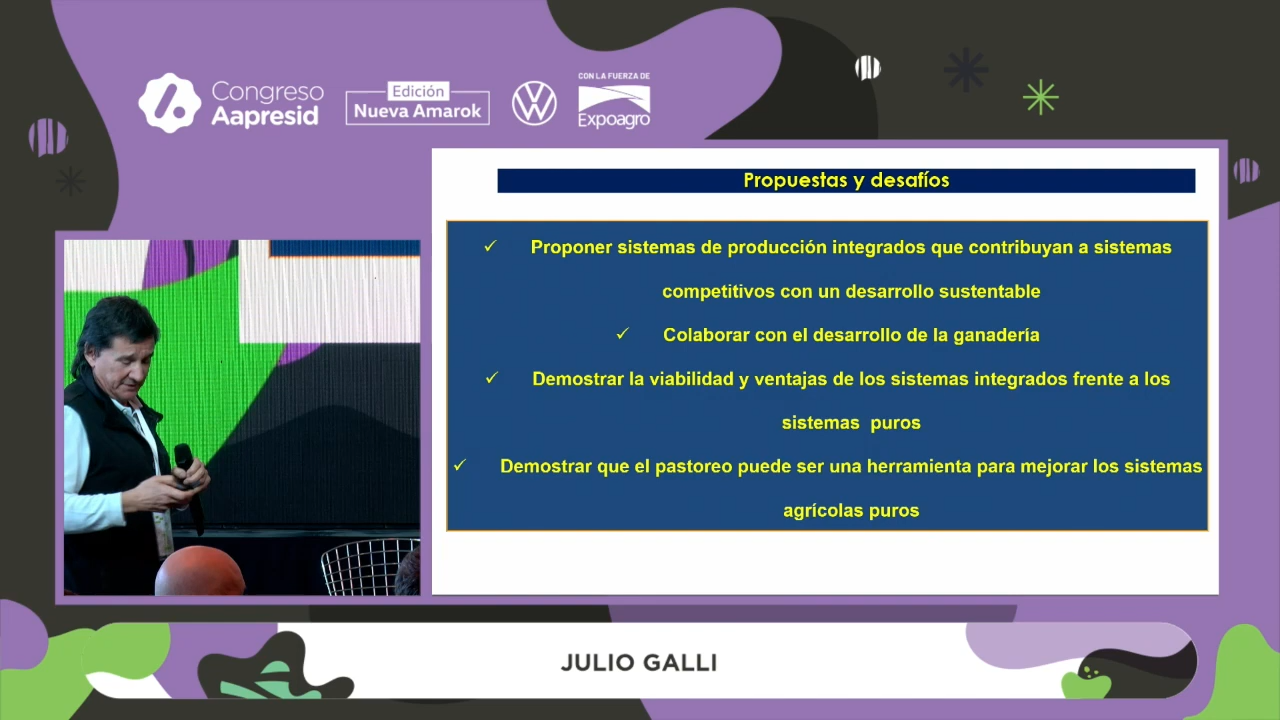 Congreso
Aapresid
Edición
Nueva Amarok
CON LA FUERZA DE
Expoagro
Propuestas y desafíos
✓ Proponer sistemas de producción integrados que contribuyan a sistemas
competitivos con un desarrollo sustentable
✓ Colaborar con el desarrollo de la ganadería
✓ Demostrar la viabilidad y ventajas de los sistemas integrados frente a los
sistemas puros
✓ Demostrar que el pastoreo puede ser una herramienta para mejorar los sistemas
agrícolas puros
JULIO GALLI